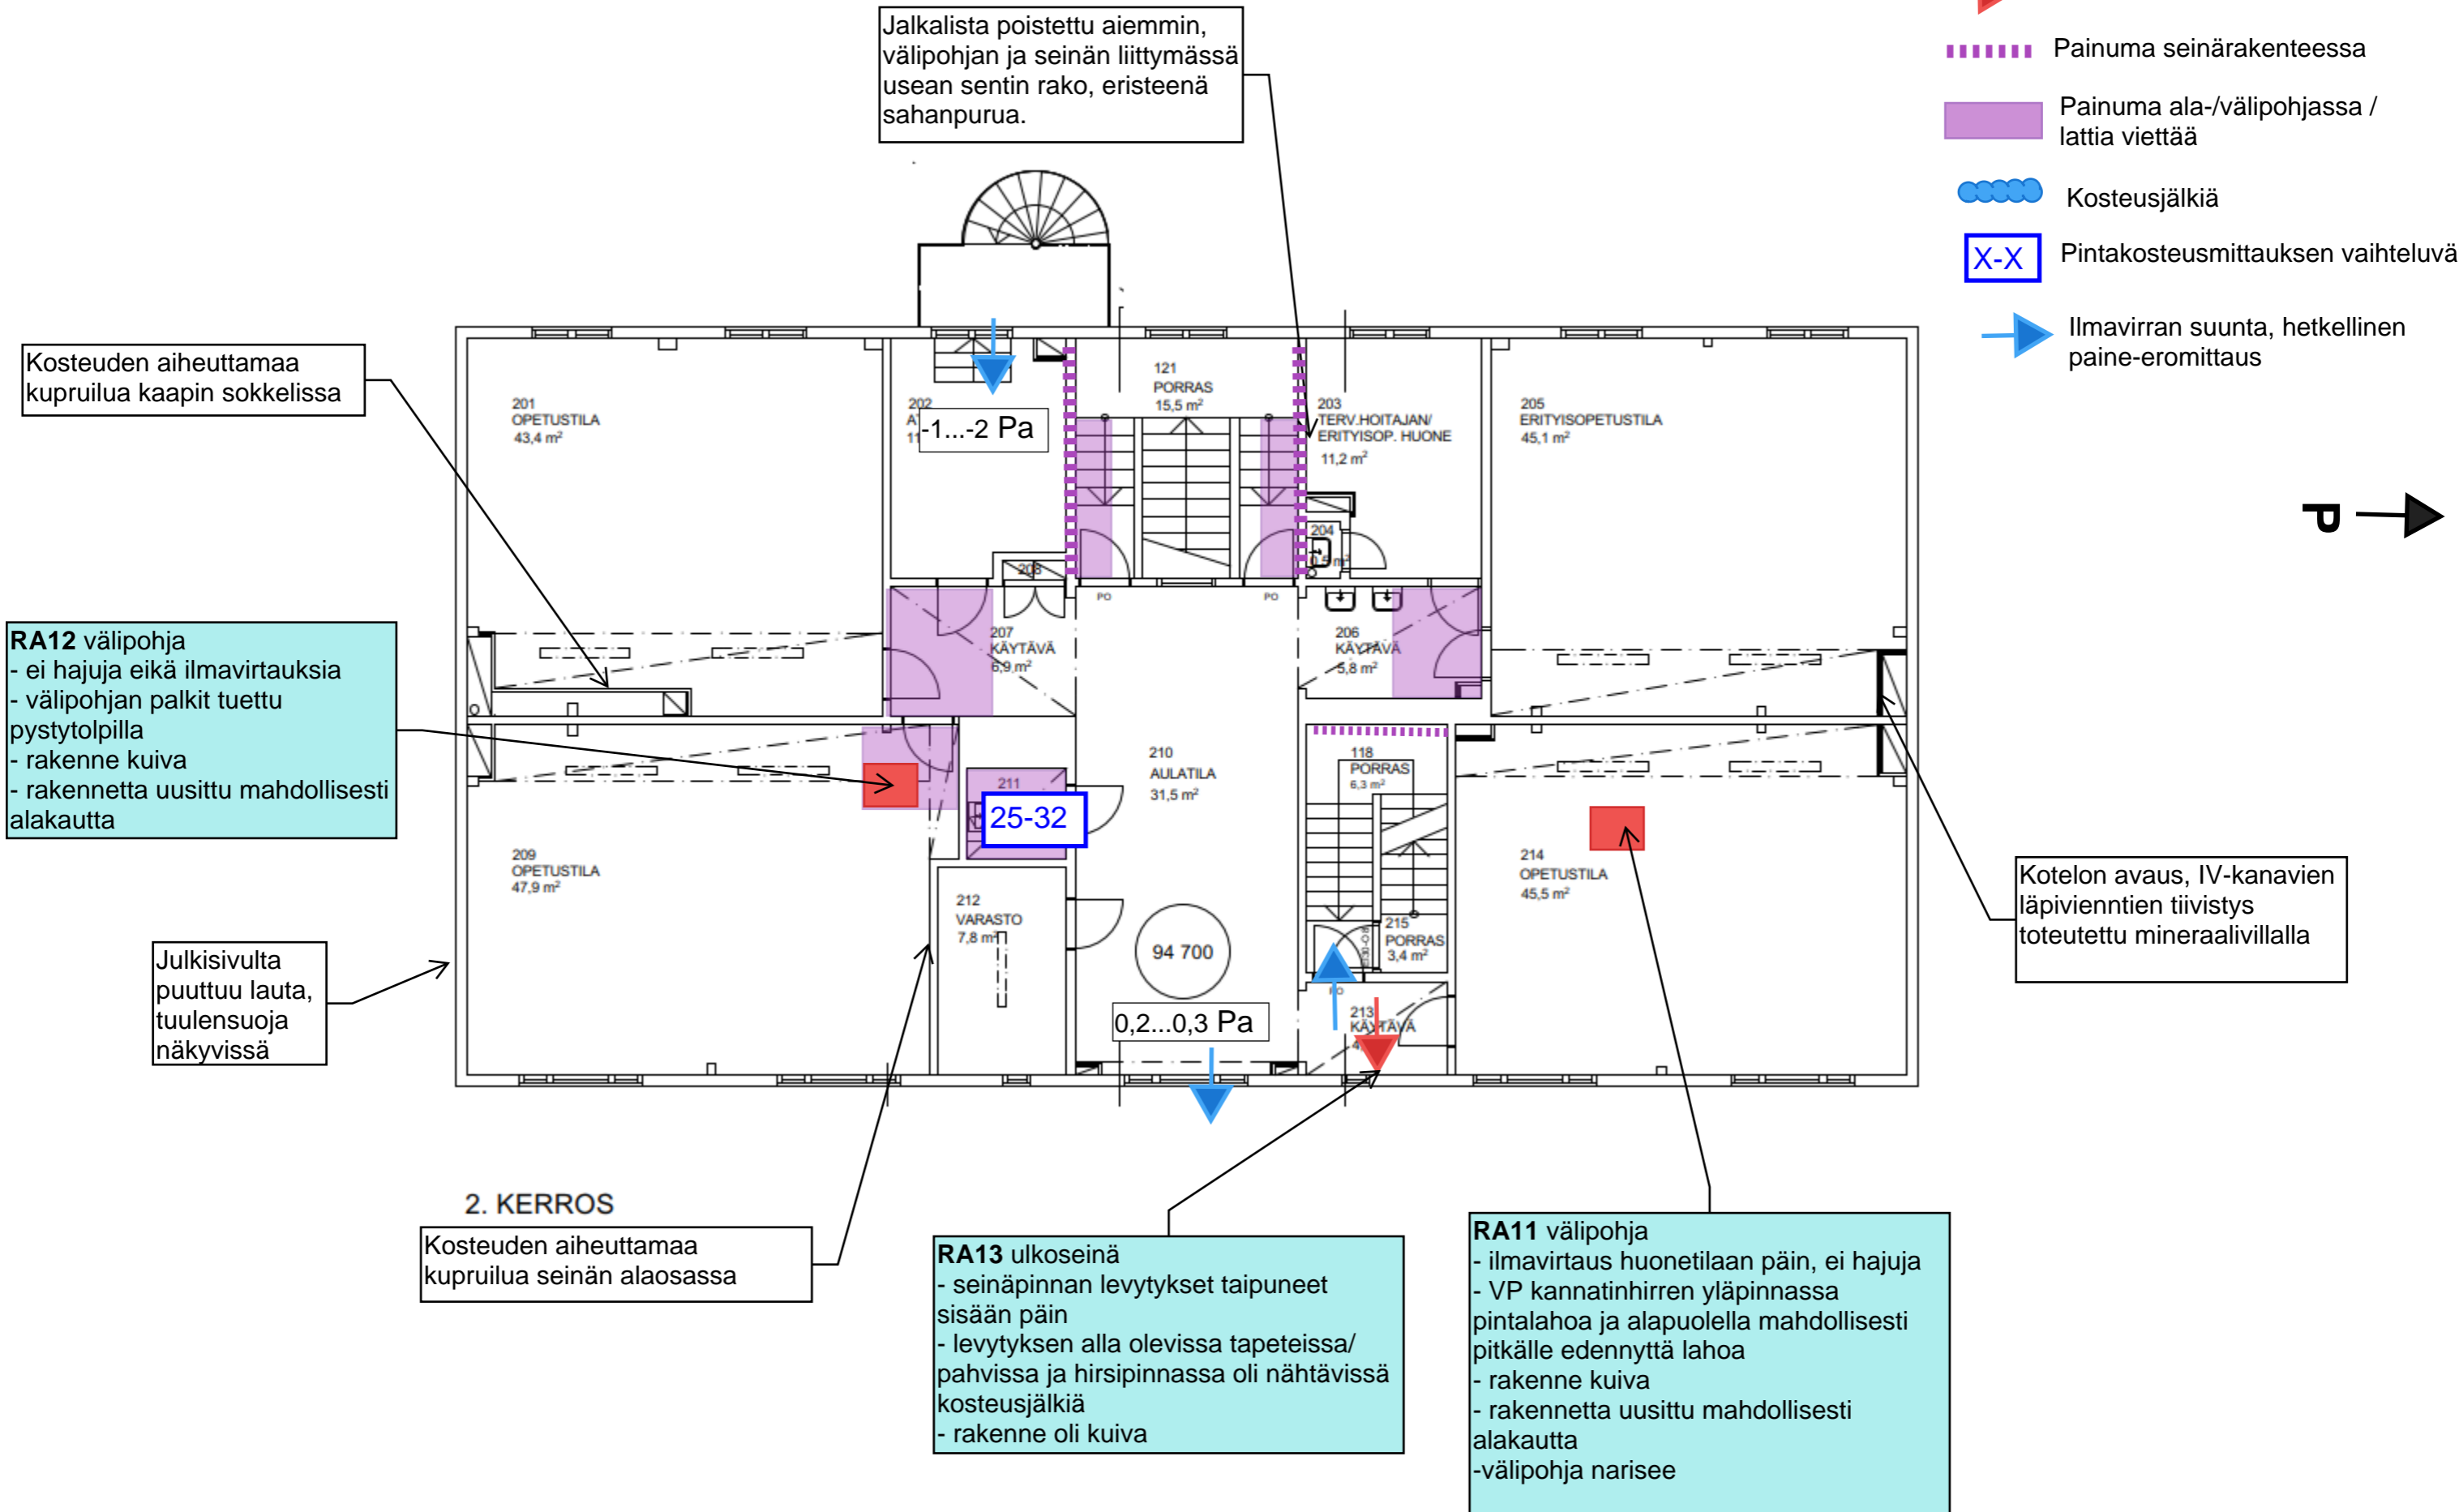 Jalkalista poistettu aiemmin,
välipohjan ja seinän liittymässä
usean sentin rako, eristeenä
sahanpurua.
Painuma seinärakenteessa
Painuma ala-/välipohjassa /
lattia viettää
Kosteusjälkiä
X-X
Pintakosteusmittauksen vaihteluvä
Ilmavirran suunta, hetkellinen
paine-eromittaus
P
Kosteuden aiheuttamaa
kupruilua kaapin sokkelissa
201
OPETUSTILA
43,4 m²
202
-1...-2 Pa
121
PORRAS
15,5 m²
203
TERV.HOITAJAN/
ERITYISOP. HUONE
11,2 m²
204
0,5 m²
205
ERITYISOPETUSTILA
45,1 m²
208
PO
PO
207
KÄYTÄVÄ
6,9 m²
206
KÄYTÄVÄ
5,8 m²
RA12 välipohja
- ei hajuja eikä ilmavirtauksia
- välipohjan palkit tuettu
pystytolpilla
- rakenne kuiva
- rakennetta uusittu mahdollisesti
alakautta
209
OPETUSTILA
47,9 m²
211
25-32
210
AULATILA
31,5 m²
118
PORRAS
6,3 m²
214
OPETUSTILA
45,5 m²
212
VARASTO
7,8 m²
94 700
215
PORRAS
3,4 m²
PO
213
KÄYTÄVÄ
0,2...0,3 Pa
Julkisivulta
puuttuu lauta,
tuulensuoja
näkyvissä
Kotelon avaus, IV-kanavien
läpivienntien tiivistys
toteutettu mineraalivillalla
2. KERROS
Kosteuden aiheuttamaa
kupruilua seinän alaosassa
RA13 ulkoseinä
- seinäpinnan levytykset taipuneet
sisään päin
- levytyksen alla olevissa tapeteissa/
pahvissa ja hirsipinnassa oli nähtävissä
kosteusjälkiä
- rakenne oli kuiva
RA11 välipohja
- ilmavirtaus huonetilaan päin, ei hajuja
- VP kannatinhirren yläpinnassa
pintalahoa ja alapuolella mahdollisesti
pitkälle edennyttä lahoa
- rakenne kuiva
- rakennetta uusittu mahdollisesti
alakautta
-välipohja narisee